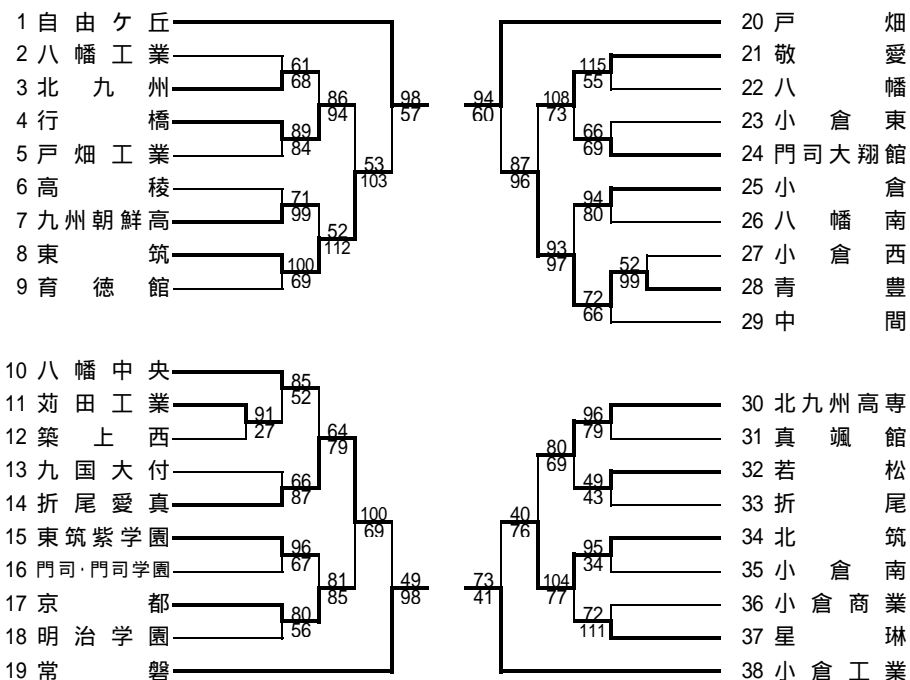 1 自由ケ丘
2 八幡工業
3 北九州
4 行橋
5 戸畑工業
6 高稜
7 九州朝鮮高
8 東筑
9 育徳館
61
68
89
84
86
94
71
99
100
69
52
112
53
103
98
57
20 戸畑
21 敬愛
22 八幡
23 小倉東
24 門司大翔館
25 小倉
26 八幡南
27 小倉西
28 青豊
29 中間
115
55
66
69
108
73
94
80
52
99
72
66
93
97
87
96
94
60
10 八幡中央
11 苅田工業
12 築上西
13 九国大付
14 折尾愛真
15 東筑紫学園
16 門司・門司学園
17 京都
18 明治学園
19 常磐
91
27
85
52
66
87
64
79
96
67
80
56
81
85
100
69
49
98
30 北九州高専
31 真颯館
32 若松
33 折尾
34 北筑
35 小倉南
36 小倉商業
37 星琳
38 小倉工業
96
79
49
43
80
69
95
34
72
111
104
77
40
76
73
41